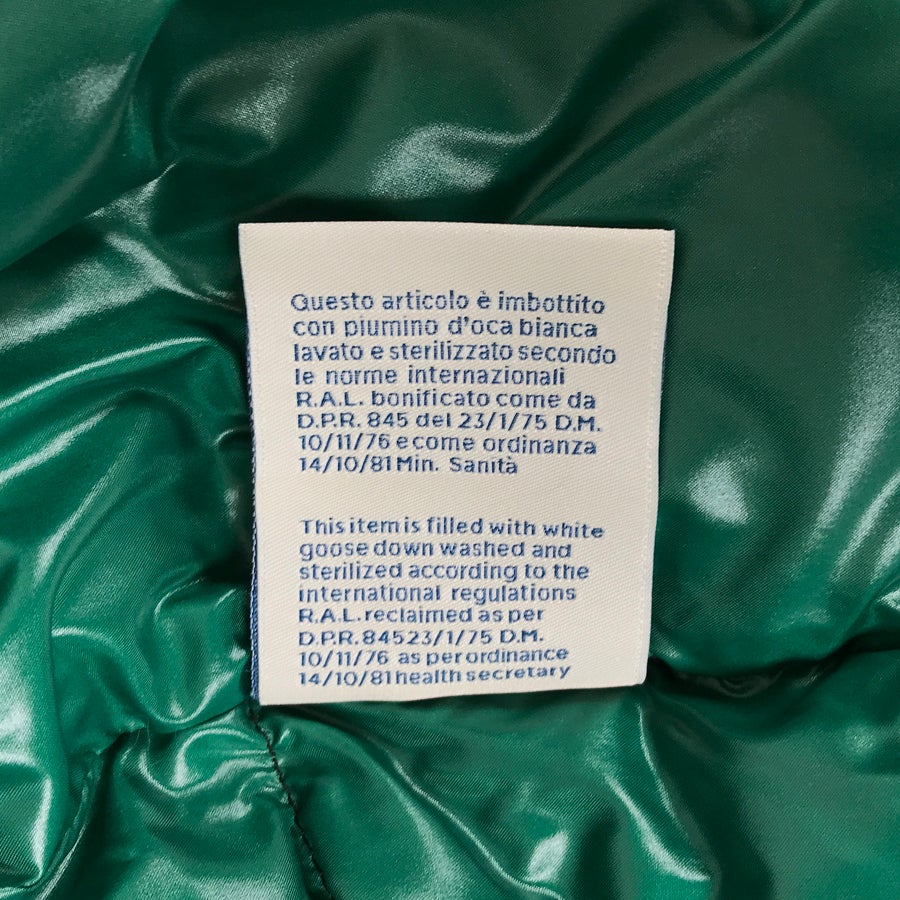 Questo articolo è imbottito
con piumino d'oca bianca
lavato e sterilizzato secondo
le norme internazionali
R.A.L. bonificato come da
D.P.R. 845 del 23/1/75 D.M.
10/11/76 e come ordinanza
14/10/81 Min. Sanità
This item is filled with white
goose down washed and
sterilized according to the
international regulations
R.A.L. reclaimed as per
D.P.R. 845 23/1/75 D.M.
10/11/76 as per ordinance
14/10/81 health secretary